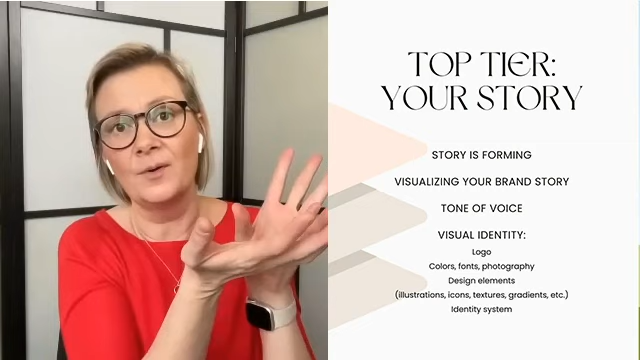 TOP TIER:
YOUR STORY
STORY IS FORMING
VISUALIZING YOUR BRAND STORY
TONE OF VOICE
VISUAL IDENTITY:
Logo
Colors, fonts, photography
Design elements
(illustrations, icons, textures, gradients, etc.)
Identity system